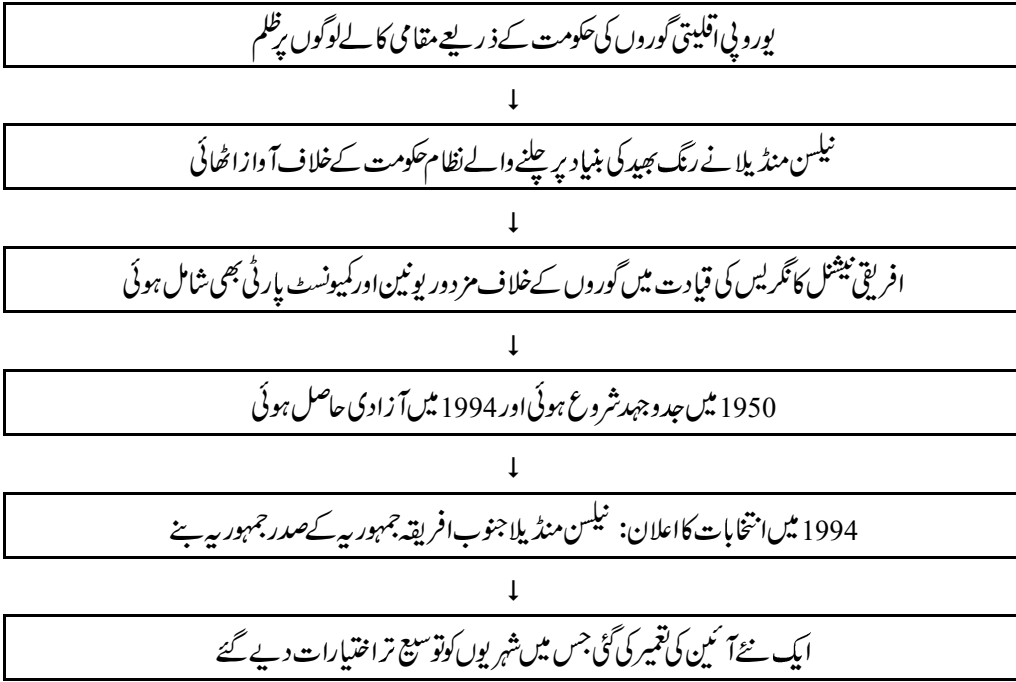 یوروپی اقلیتی گوروں کی حکومت کے ذریعے مقامی کالے لوگوں پر ظلم
↓
نیلسن منڈیلا نے رنگ بھید کی بنیاد پر چلنے والے نظام حکومت کے خلاف آواز اٹھائی
↓
افریقی نیشنل کانگریس کی قیادت میں گوروں کے خلاف مزدور یونین اور کمیونسٹ پارٹی بھی شامل ہوئی
↓
1950 میں جدوجہد شروع ہوئی اور 1994 میں آزادی حاصل ہوئی
↓
1994 میں انتخابات کا اعلان: نیلسن منڈیلا جنوب افریقہ جمہوریہ کے صدر جمہوریہ بنے
↓
ایک نئے آئین کی تعمیر کی گئی جس میں شہریوں کو توسیع تر اختیارات دیے گئے